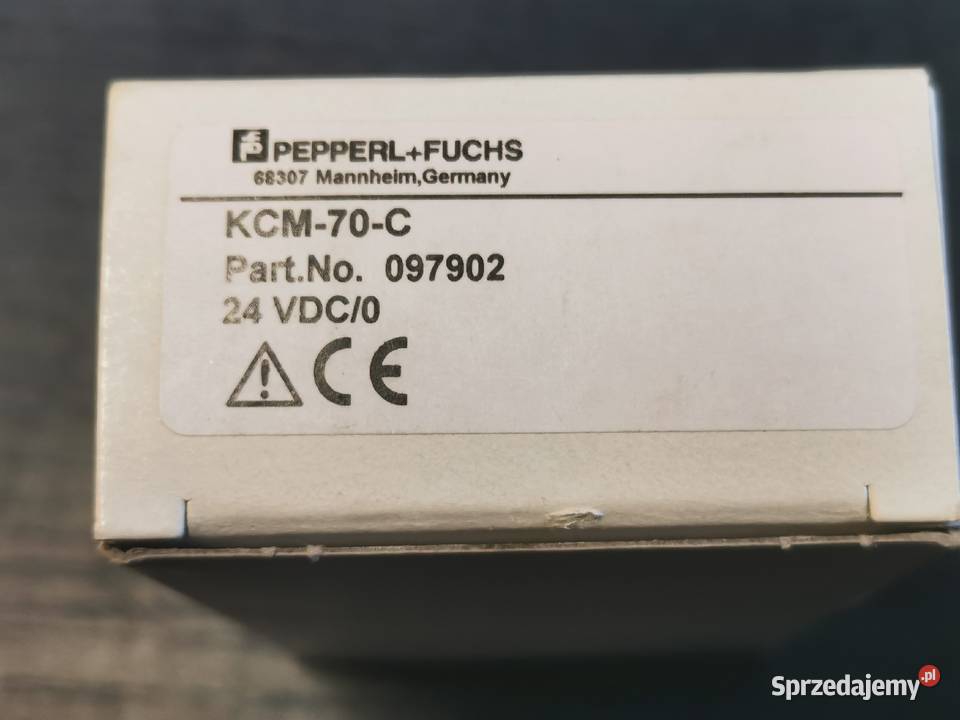 PEPPERL+FUCHS
68307 Mannheim,Germany
KCM-70-C
Part.No. 097902
24 VDC/0
CE
Sprzedajemy.pl